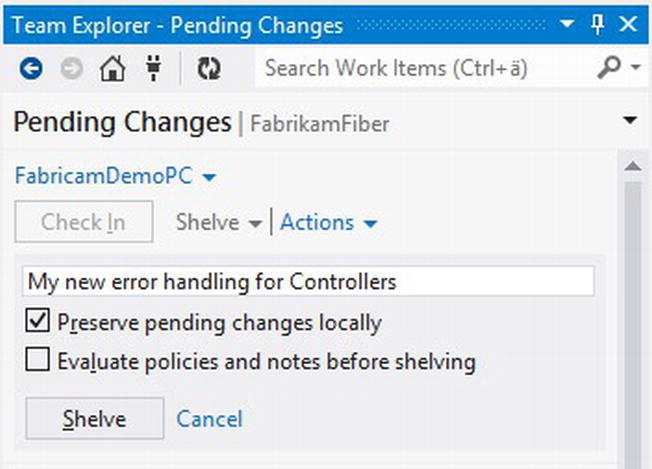 Team Explorer - Pending Changes
Search Work Items (Ctrl+ä)
Pending Changes | FabrikamFiber
FabricamDemoPC
Check In Shelve | Actions
My new error handling for Controllers
Preserve pending changes locally
Evaluate policies and notes before shelving
Shelve Cancel